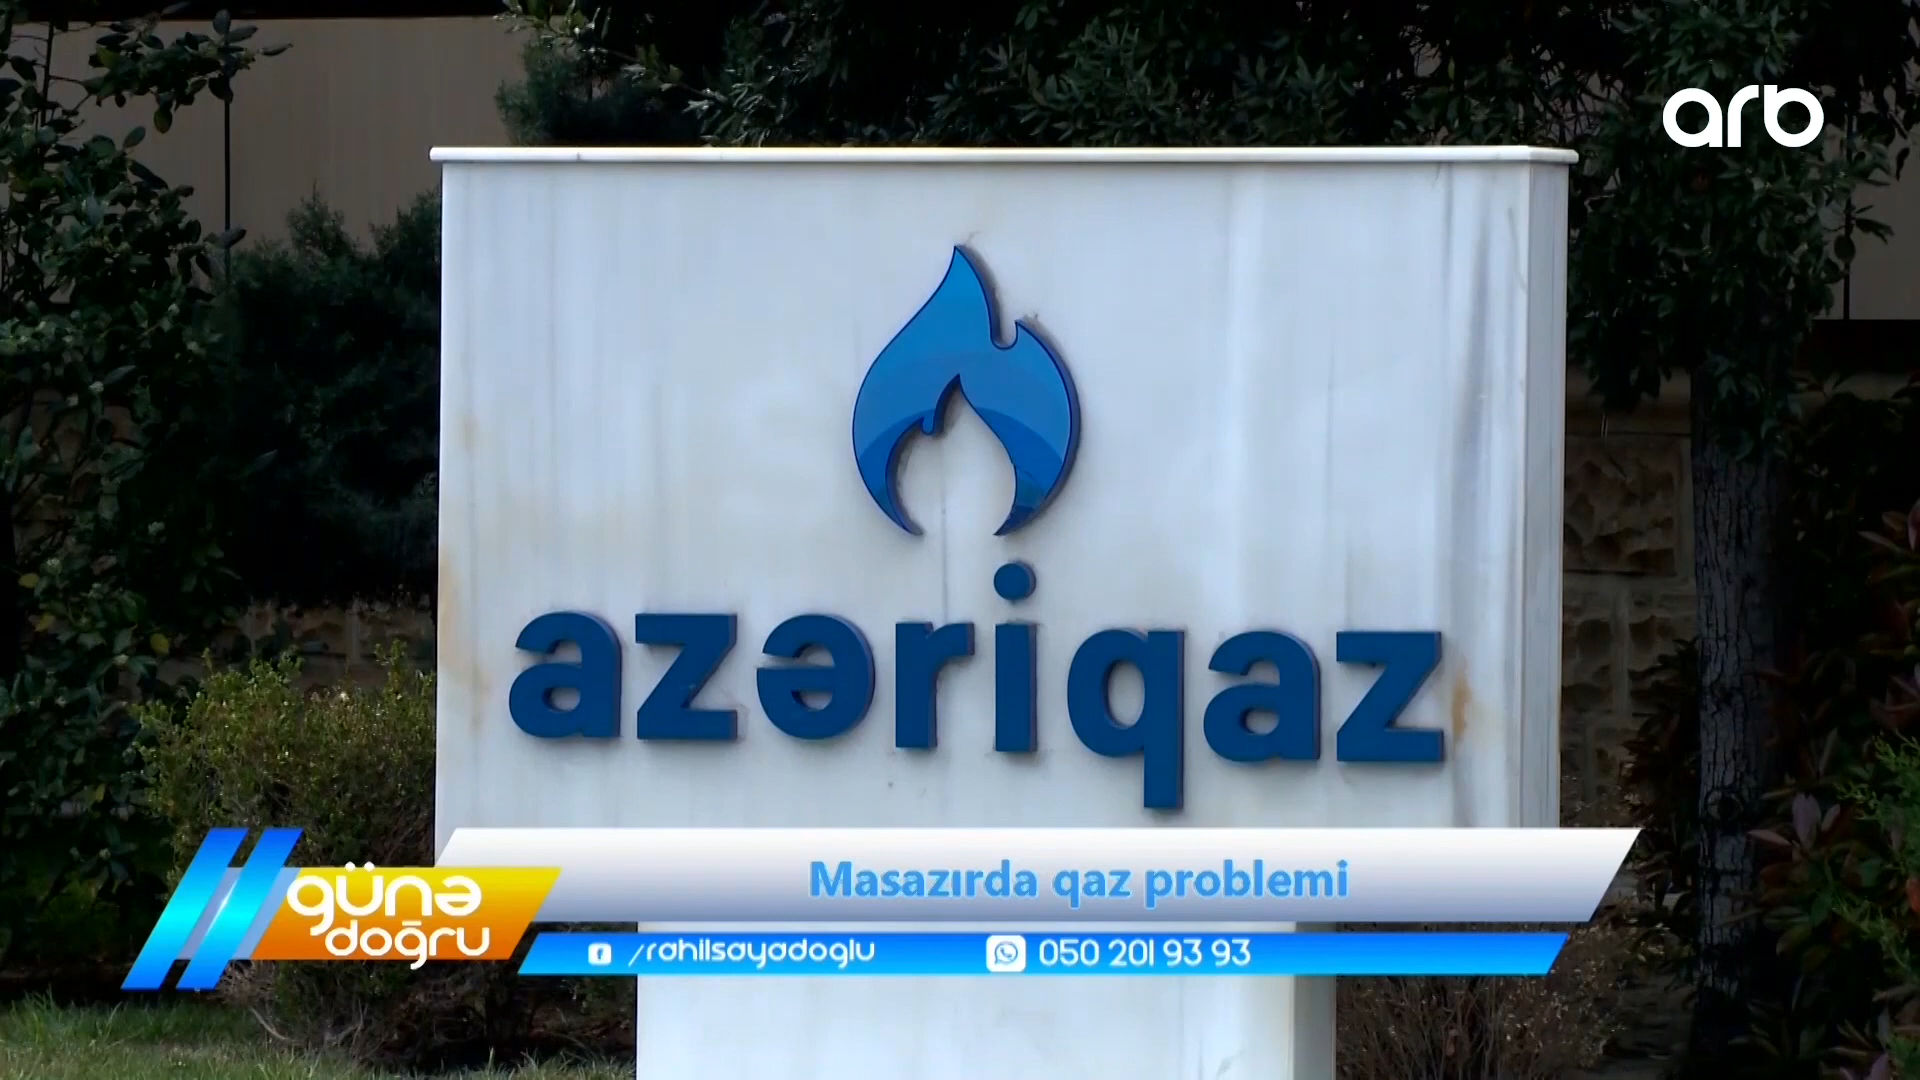 arb
azəriqaz
Masazırda qaz problemi
günə
doğru
/rahilsayadoglu
050 201 93 93